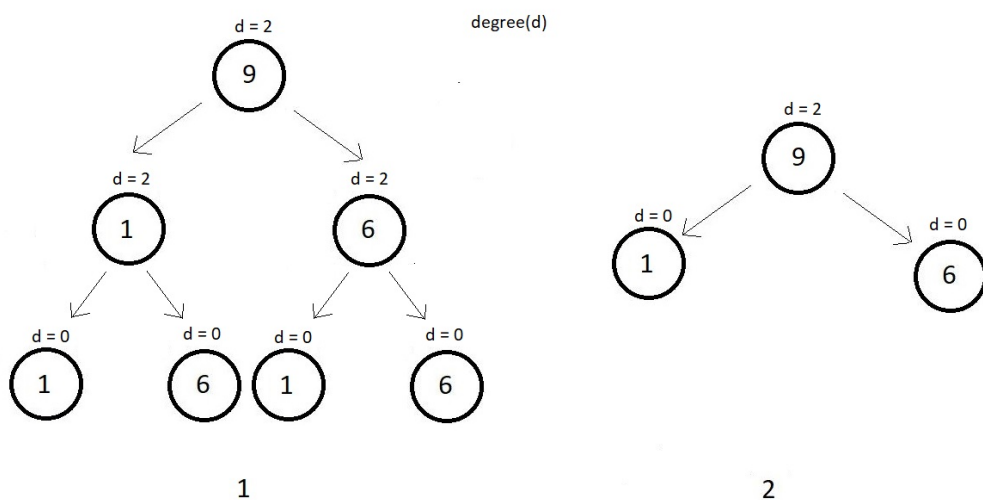 d = 2
degree(d)
9
d = 2
9
d = 2
d = 2
1
6
d = 0
d = 0
1
6
d = 0
d = 0
d = 0
d = 0
1
6
1
6
1
2